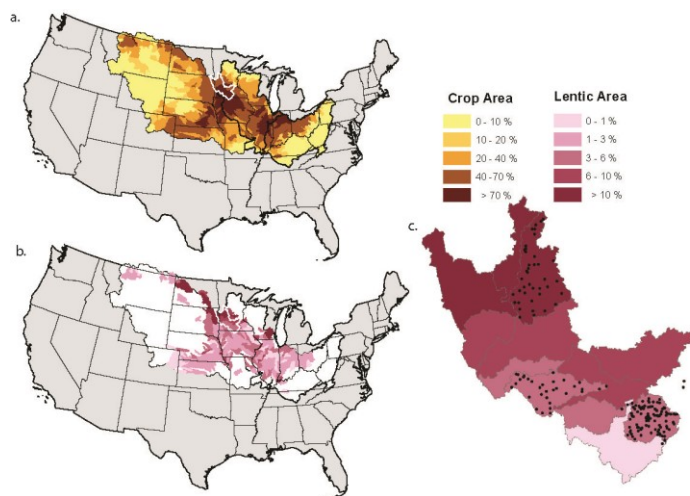 a.
Crop Area
0 - 10 %
10 - 20 %
20 - 40 %
40 -70 %
> 70 %
Lentic Area
0 - 1 %
1 - 3 %
3 - 6 %
6 - 10 %
> 10 %
b.
c.